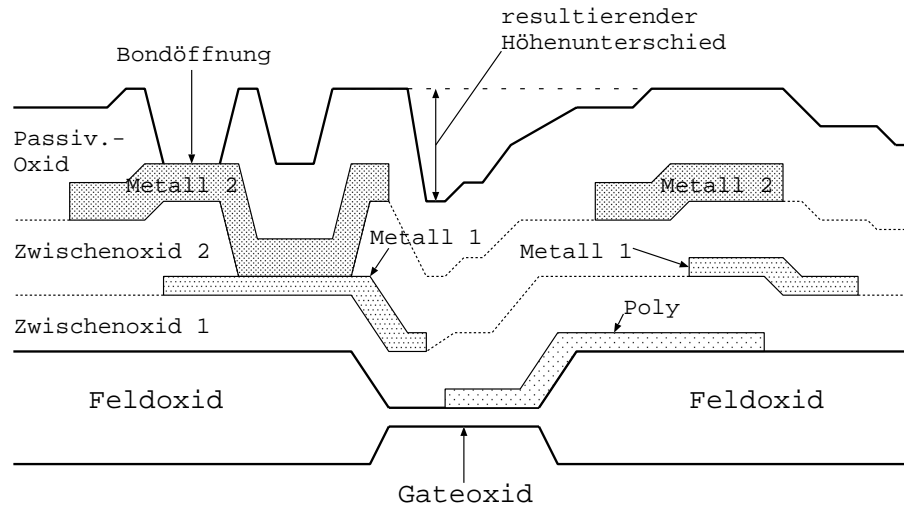 resultierender
Höhenunterschied
Bondöffnung
Passiv.-
Oxid
Metall 2
Metall 2
Zwischenoxid 2
Metall 1
Metall 1
Zwischenoxid 1
Poly
Feldoxid
Feldoxid
Gateoxid